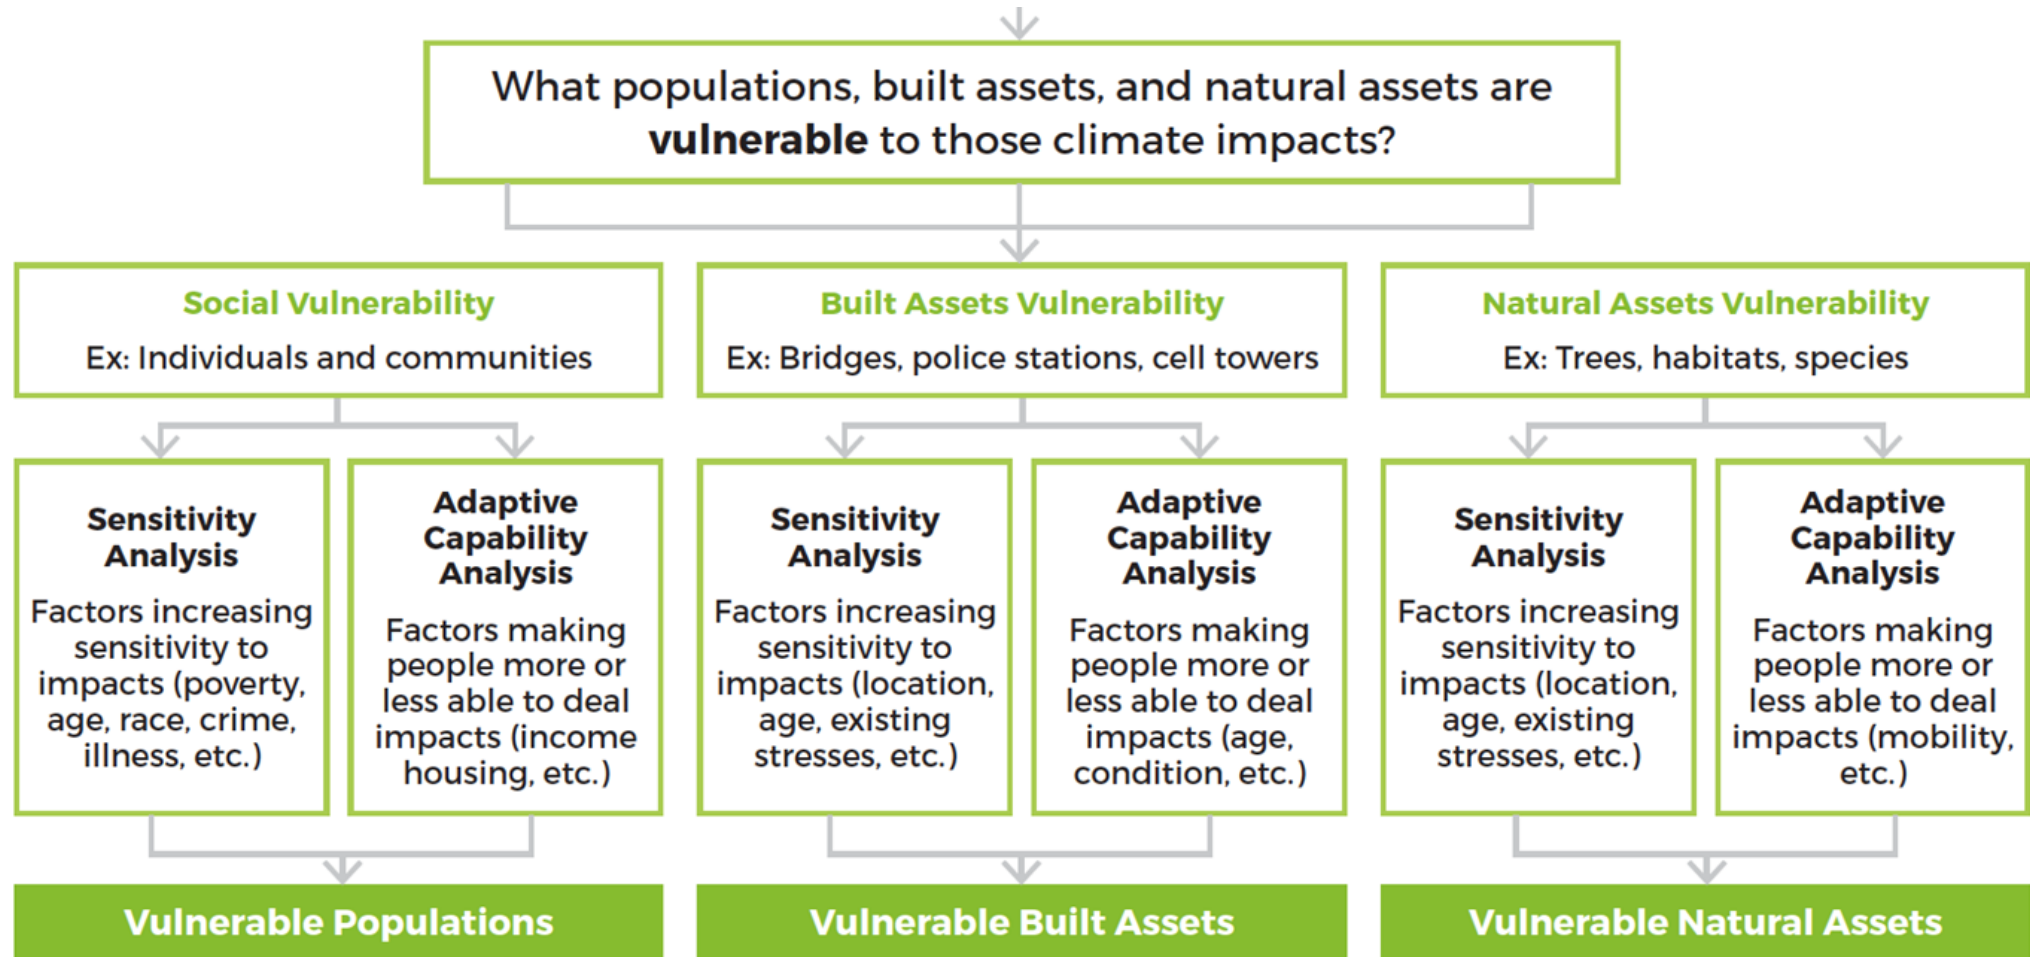 What populations, built assets, and natural assets are
vulnerable to those climate impacts?
Social Vulnerability
Ex: Individuals and communities
Built Assets Vulnerability
Ex: Bridges, police stations, cell towers
Natural Assets Vulnerability
Ex: Trees, habitats, species
Sensitivity
Analysis
Factors increasing
sensitivity to
impacts (poverty,
age, race, crime,
illness, etc.)
Adaptive
Capability
Analysis
Factors making
people more or
less able to deal
impacts (income
housing, etc.)
Sensitivity
Analysis
Factors increasing
sensitivity to
impacts (location,
age, existing
stresses, etc.)
Adaptive
Capability
Analysis
Factors making
people more or
less able to deal
impacts (age,
condition, etc.)
Sensitivity
Analysis
Factors increasing
sensitivity to
impacts (location,
age, existing
stresses, etc.)
Adaptive
Capability
Analysis
Factors making
people more or
less able to deal
impacts (mobility,
etc.)
Vulnerable Populations
Vulnerable Built Assets
Vulnerable Natural Assets